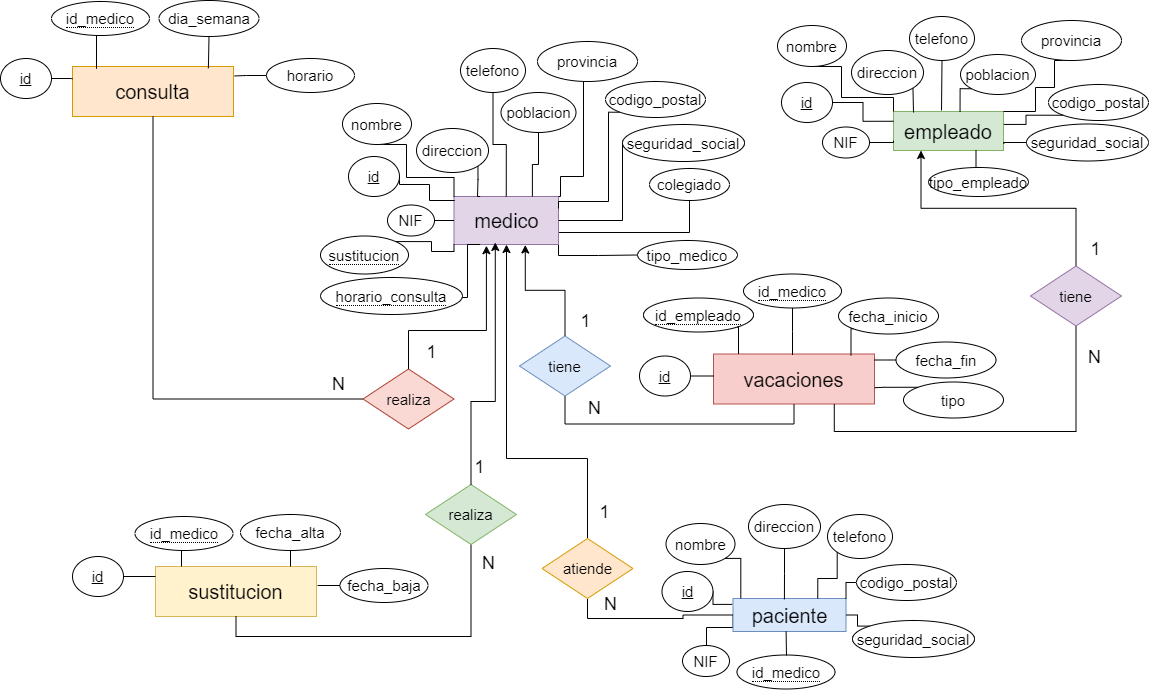 id_medico
dia_semana
id
horario
consulta
nombre
telefono
provincia
direccion
poblacion
codigo_postal
id
seguridad_social
NIF
colegiado
medico
sustitucion
tipo_medico
horario_consulta
nombre
telefono
provincia
direccion
poblacion
id
codigo_postal
NIF
seguridad_social
empleado
tipo_empleado
1
tiene
N
id_medico
id_empleado
fecha_inicio
fecha_fin
id
vacaciones
tipo
1
tiene
N
1
N
realiza
1
realiza
N
1
atiende
N
id_medico
fecha_alta
id
fecha_baja
sustitucion
nombre
direccion
telefono
id
codigo_postal
paciente
seguridad_social
NIF
id_medico